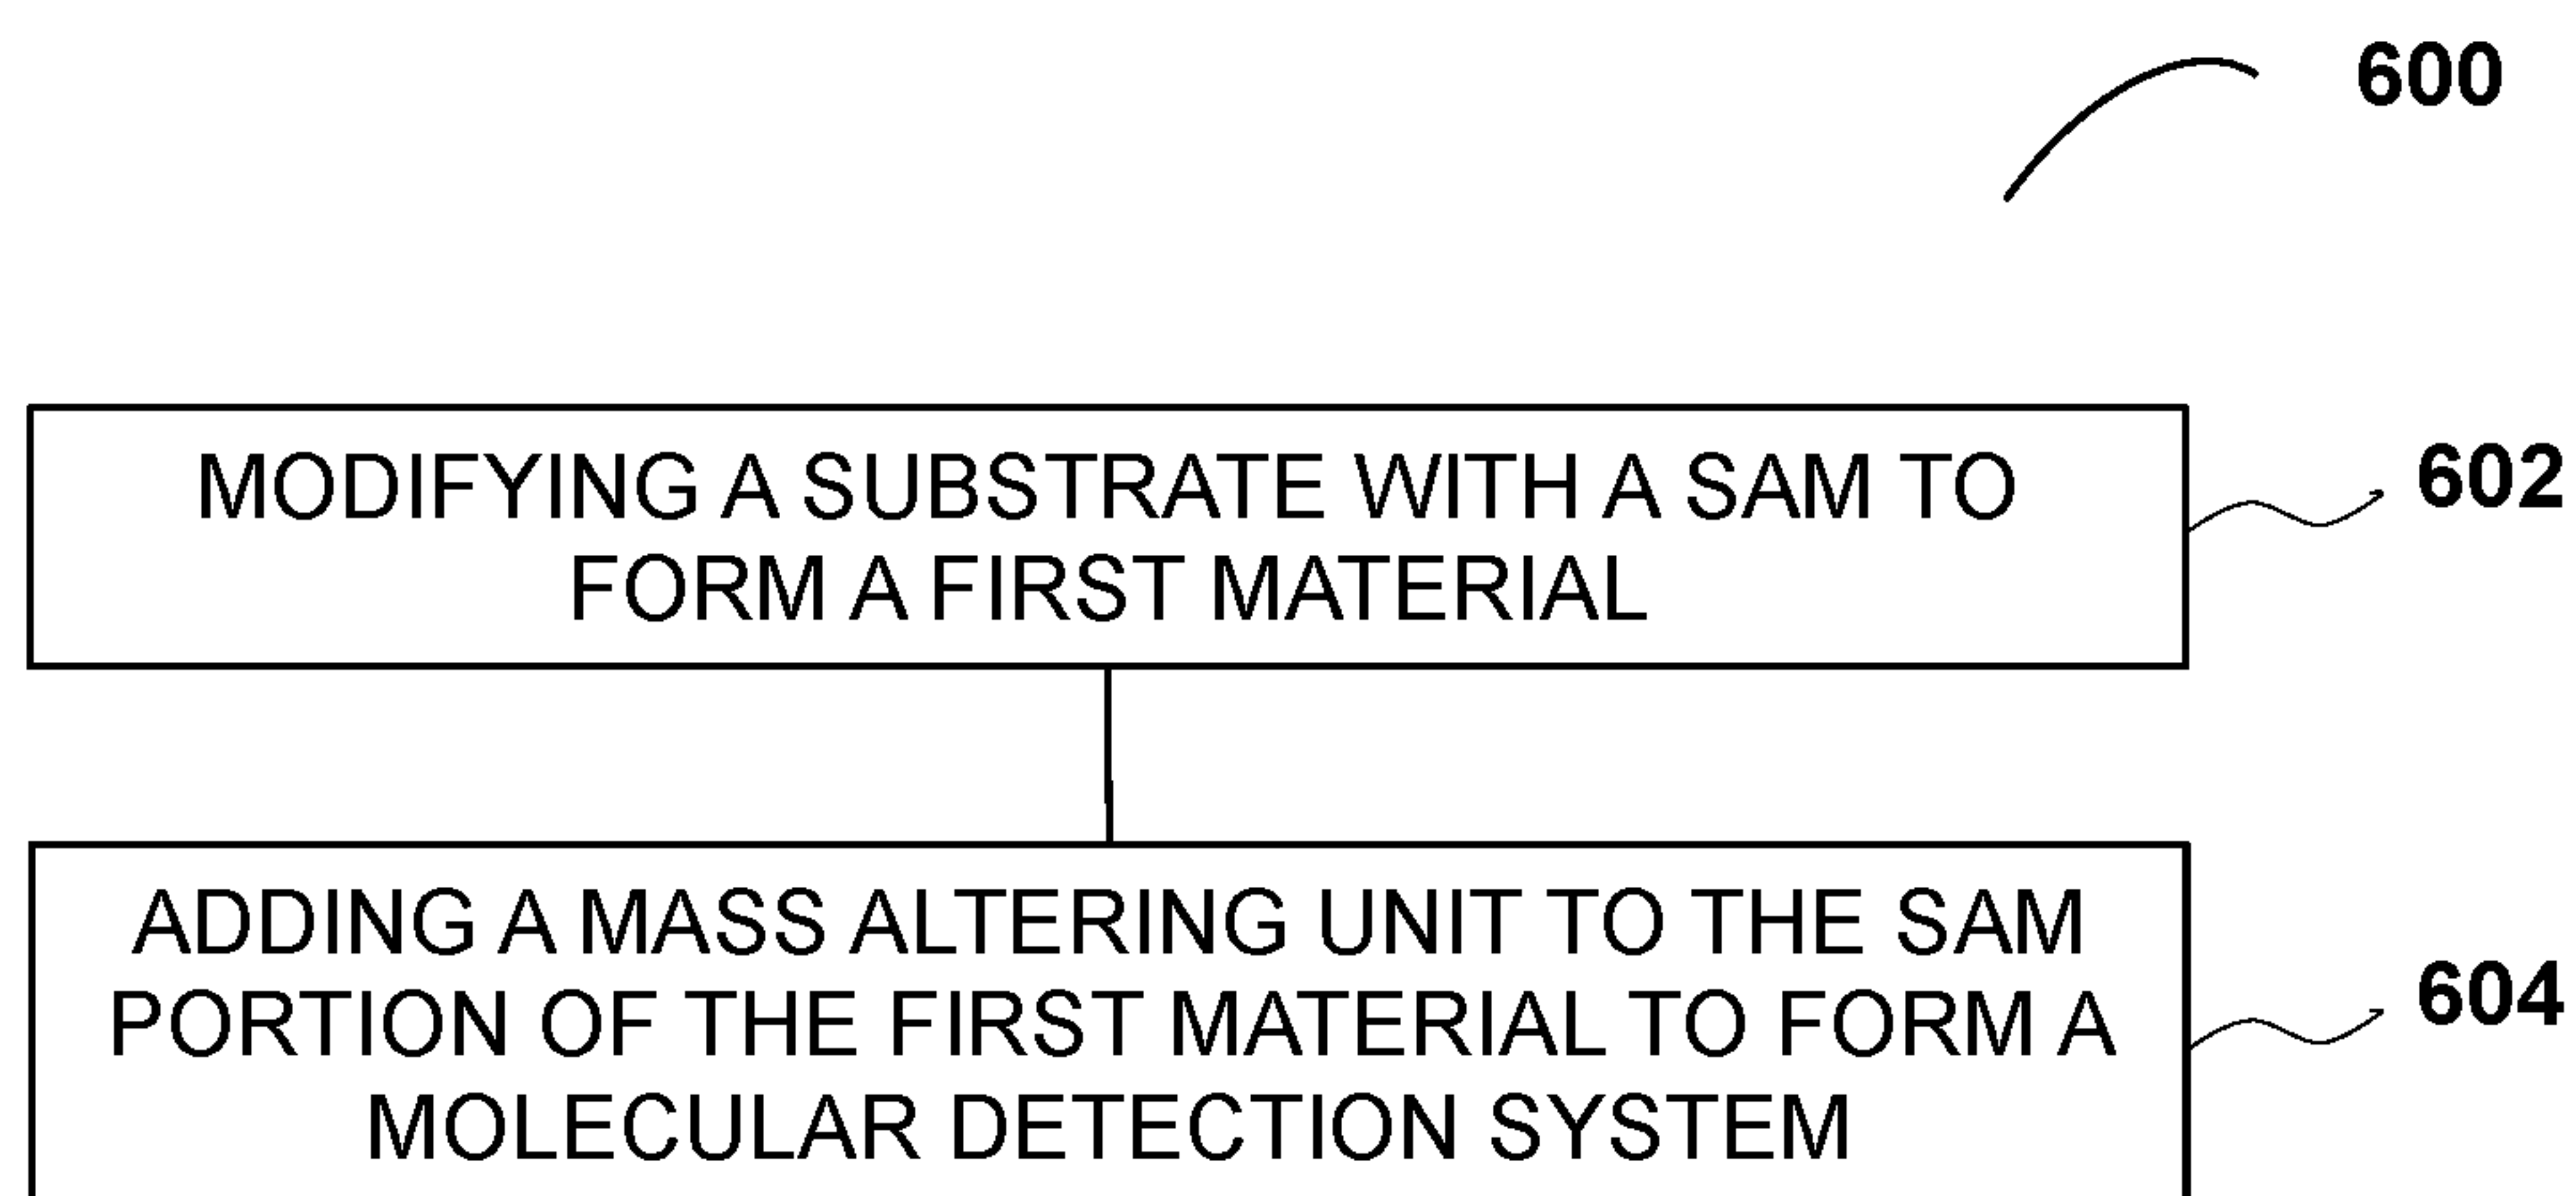 600
MODIFYING A SUBSTRATE WITH A SAM TO
FORM A FIRST MATERIAL
602
ADDING A MASS ALTERING UNIT TO THE SAM
PORTION OF THE FIRST MATERIAL TO FORM A
MOLECULAR DETECTION SYSTEM
604